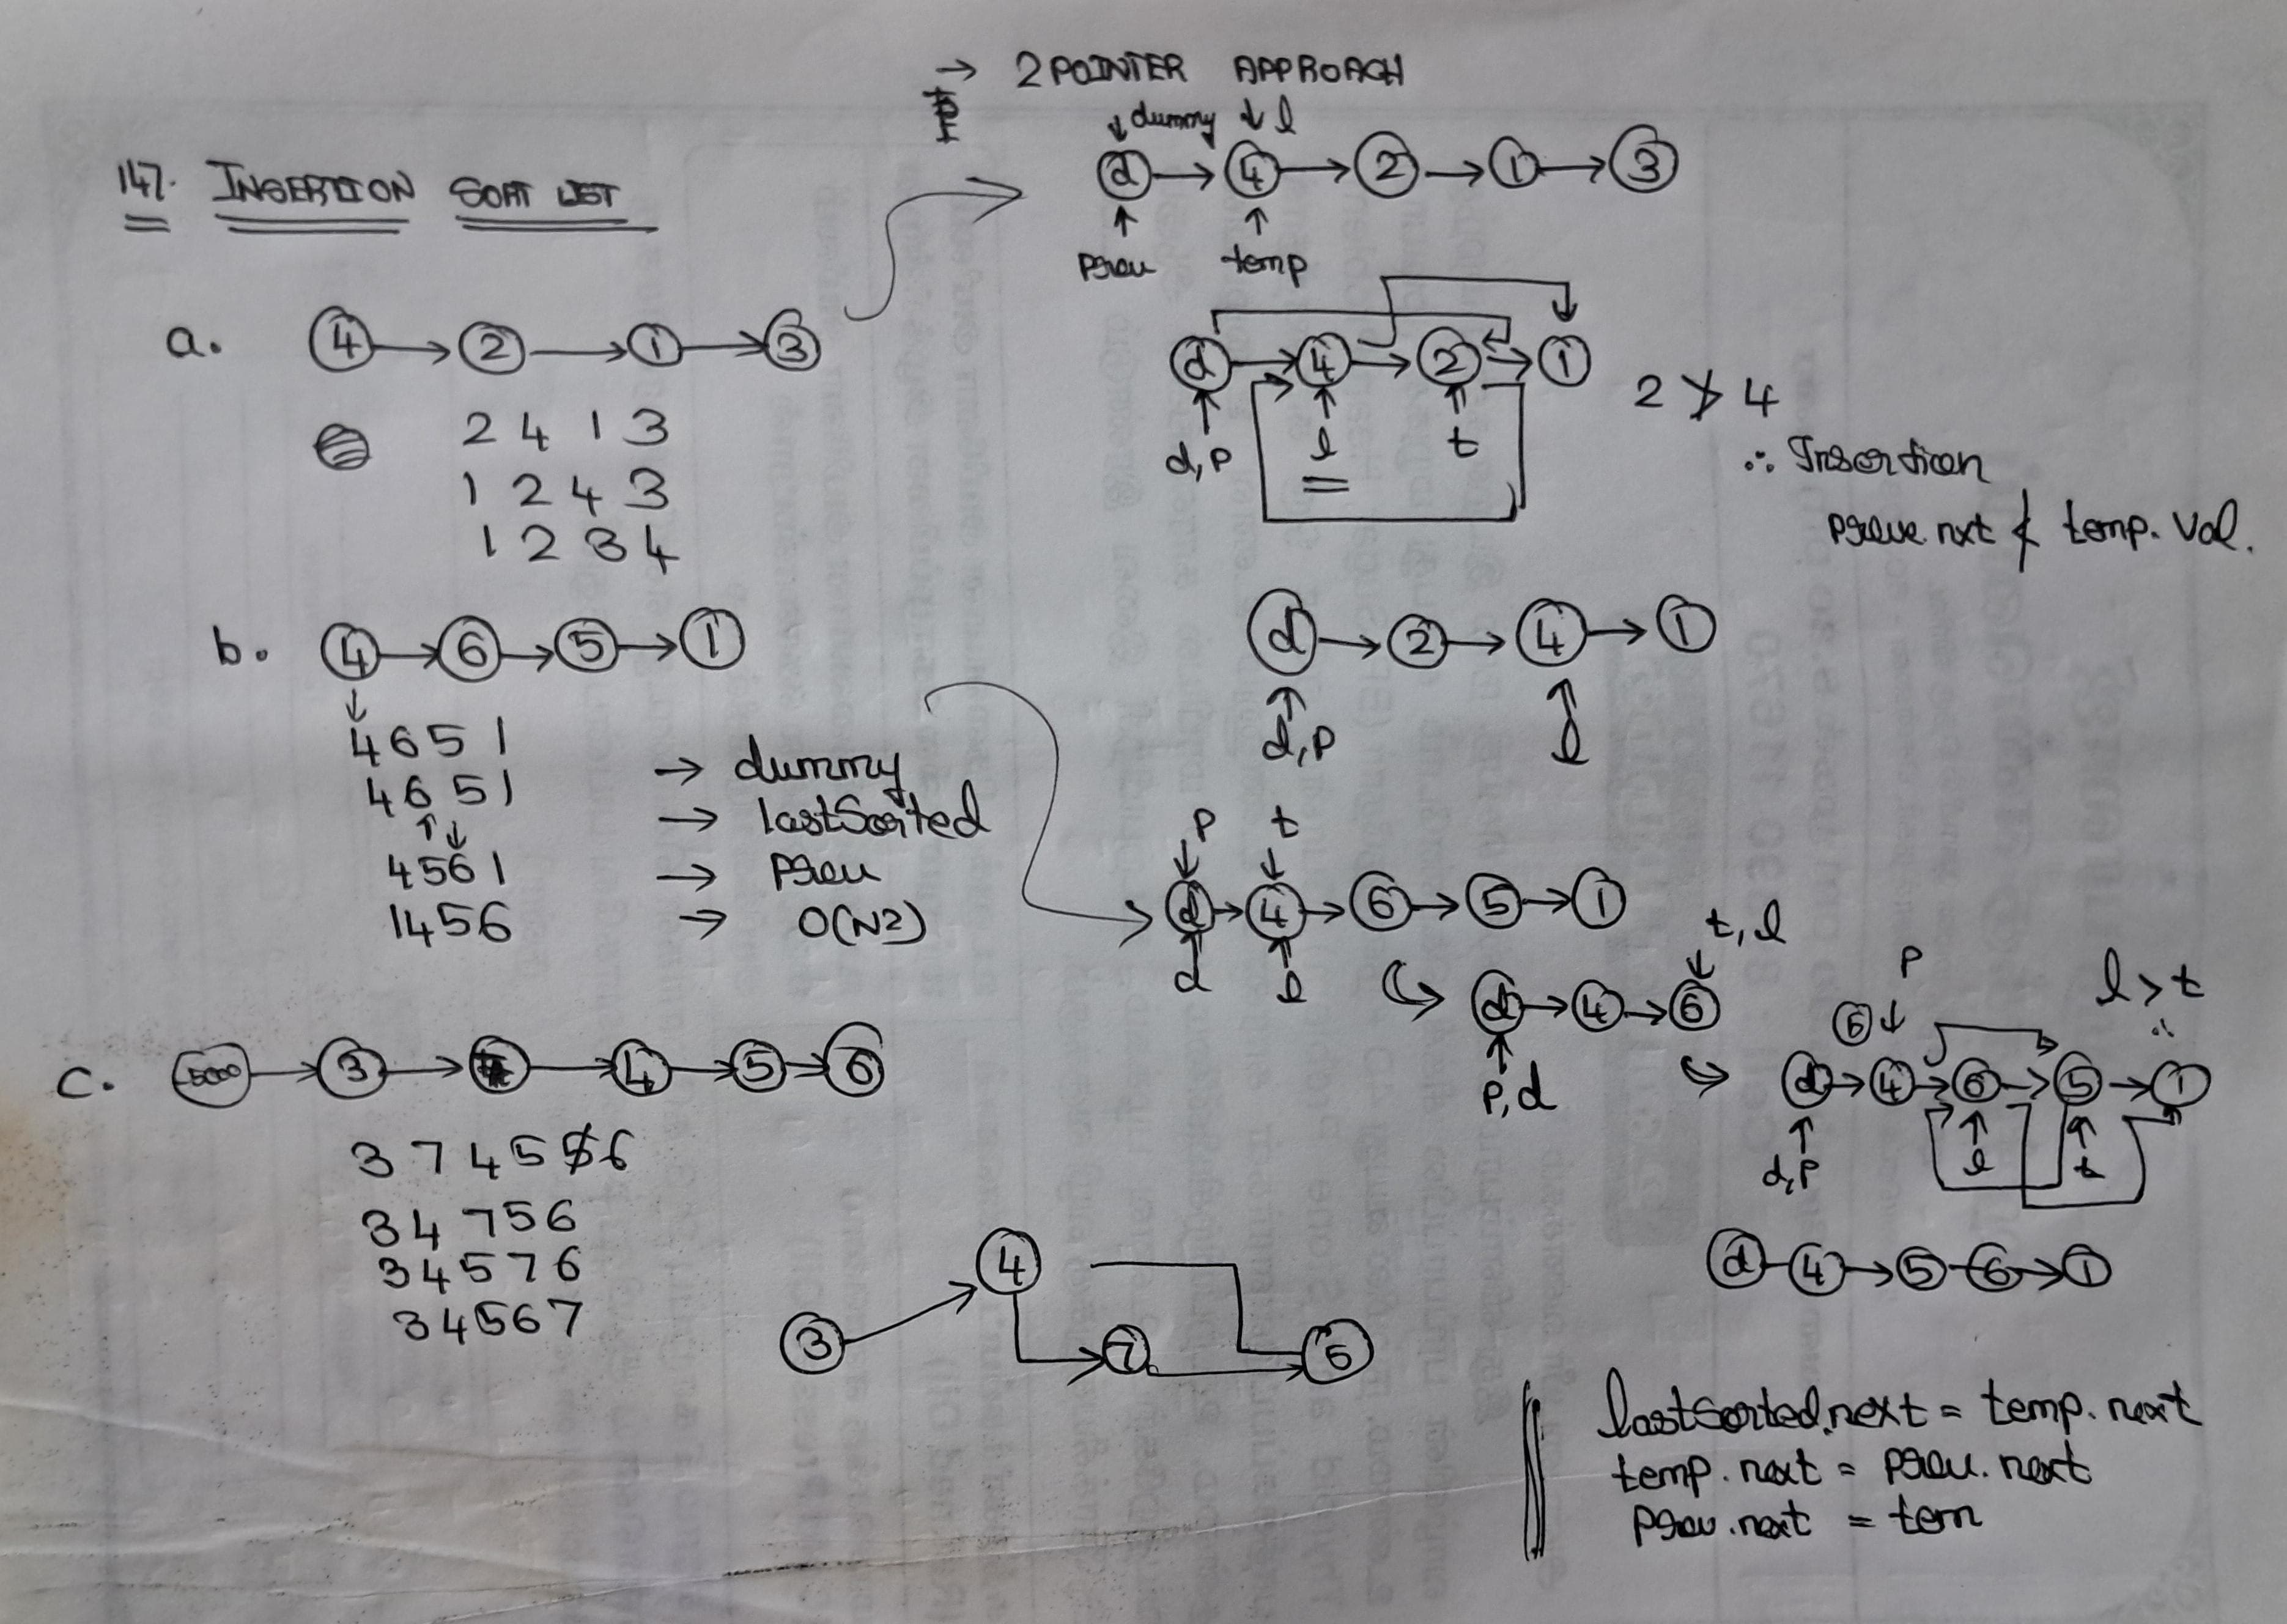 147. INSERTION SORT LIST
a. 4 → 2 → 1 → 3
2 4 1 3
1 2 4 3
1 2 3 4
b. 4 → 6 → 5 → 1
4 6 5 1
4 6 5 1
4 5 6 1
1 4 5 6
→ dummy
→ lastSorted
→ Prev
→ O(N2)
c. -5000 → 3 → → 4 → 5 → 6
3 7 4 5 6
3 4 7 5 6
3 4 5 7 6
3 4 5 6 7
3 4 7 6
→ 2 POINTER APPROACH
dummy l
d → 4 → 2 → 1 → 3
Prev temp
d → 4 → 2 → 1
d, P l t
2 ≯ 4
∴ Insertion
preve.nxt ≮ temp.val.
d → 2 → 4 → 1
d, P l
P t
d → 4 → 6 → 5 → 1
d l
t, l
d → 4 → 6
P, d
P l > t
d → 4 → 6 → 5 → 1
d, P l t
d 4 → 5 6 → 1
lastSorted.next = temp.next
temp.next = Prev.next
Prev.next = tem